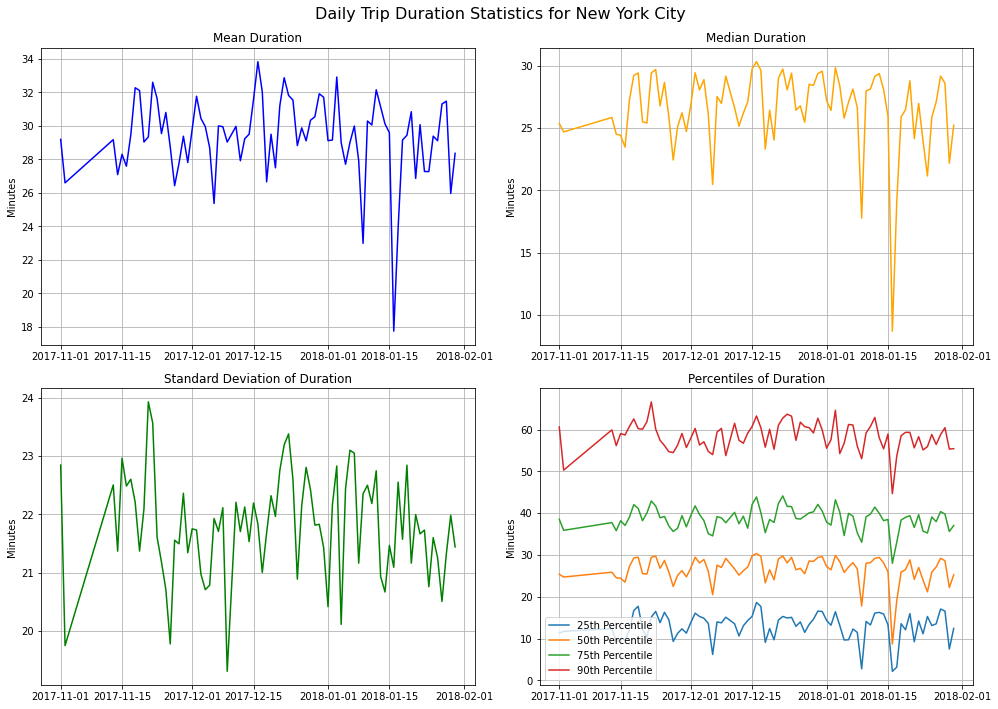 Daily Trip Duration Statistics for New York City
Mean Duration
Minutes
34
32
30
28
26
24
22
20
18
2017-11-01 2017-11-15 2017-12-01 2017-12-15 2018-01-01 2018-01-15 2018-02-01
Median Duration
Minutes
30
25
20
15
10
2017-11-01 2017-11-15 2017-12-01 2017-12-15 2018-01-01 2018-01-15 2018-02-01
Standard Deviation of Duration
Minutes
24
23
22
21
20
2017-11-01 2017-11-15 2017-12-01 2017-12-15 2018-01-01 2018-01-15 2018-02-01
Percentiles of Duration
Minutes
60
50
40
30
20
10
0
25th Percentile
50th Percentile
75th Percentile
90th Percentile
2017-11-01 2017-11-15 2017-12-01 2017-12-15 2018-01-01 2018-01-15 2018-02-01